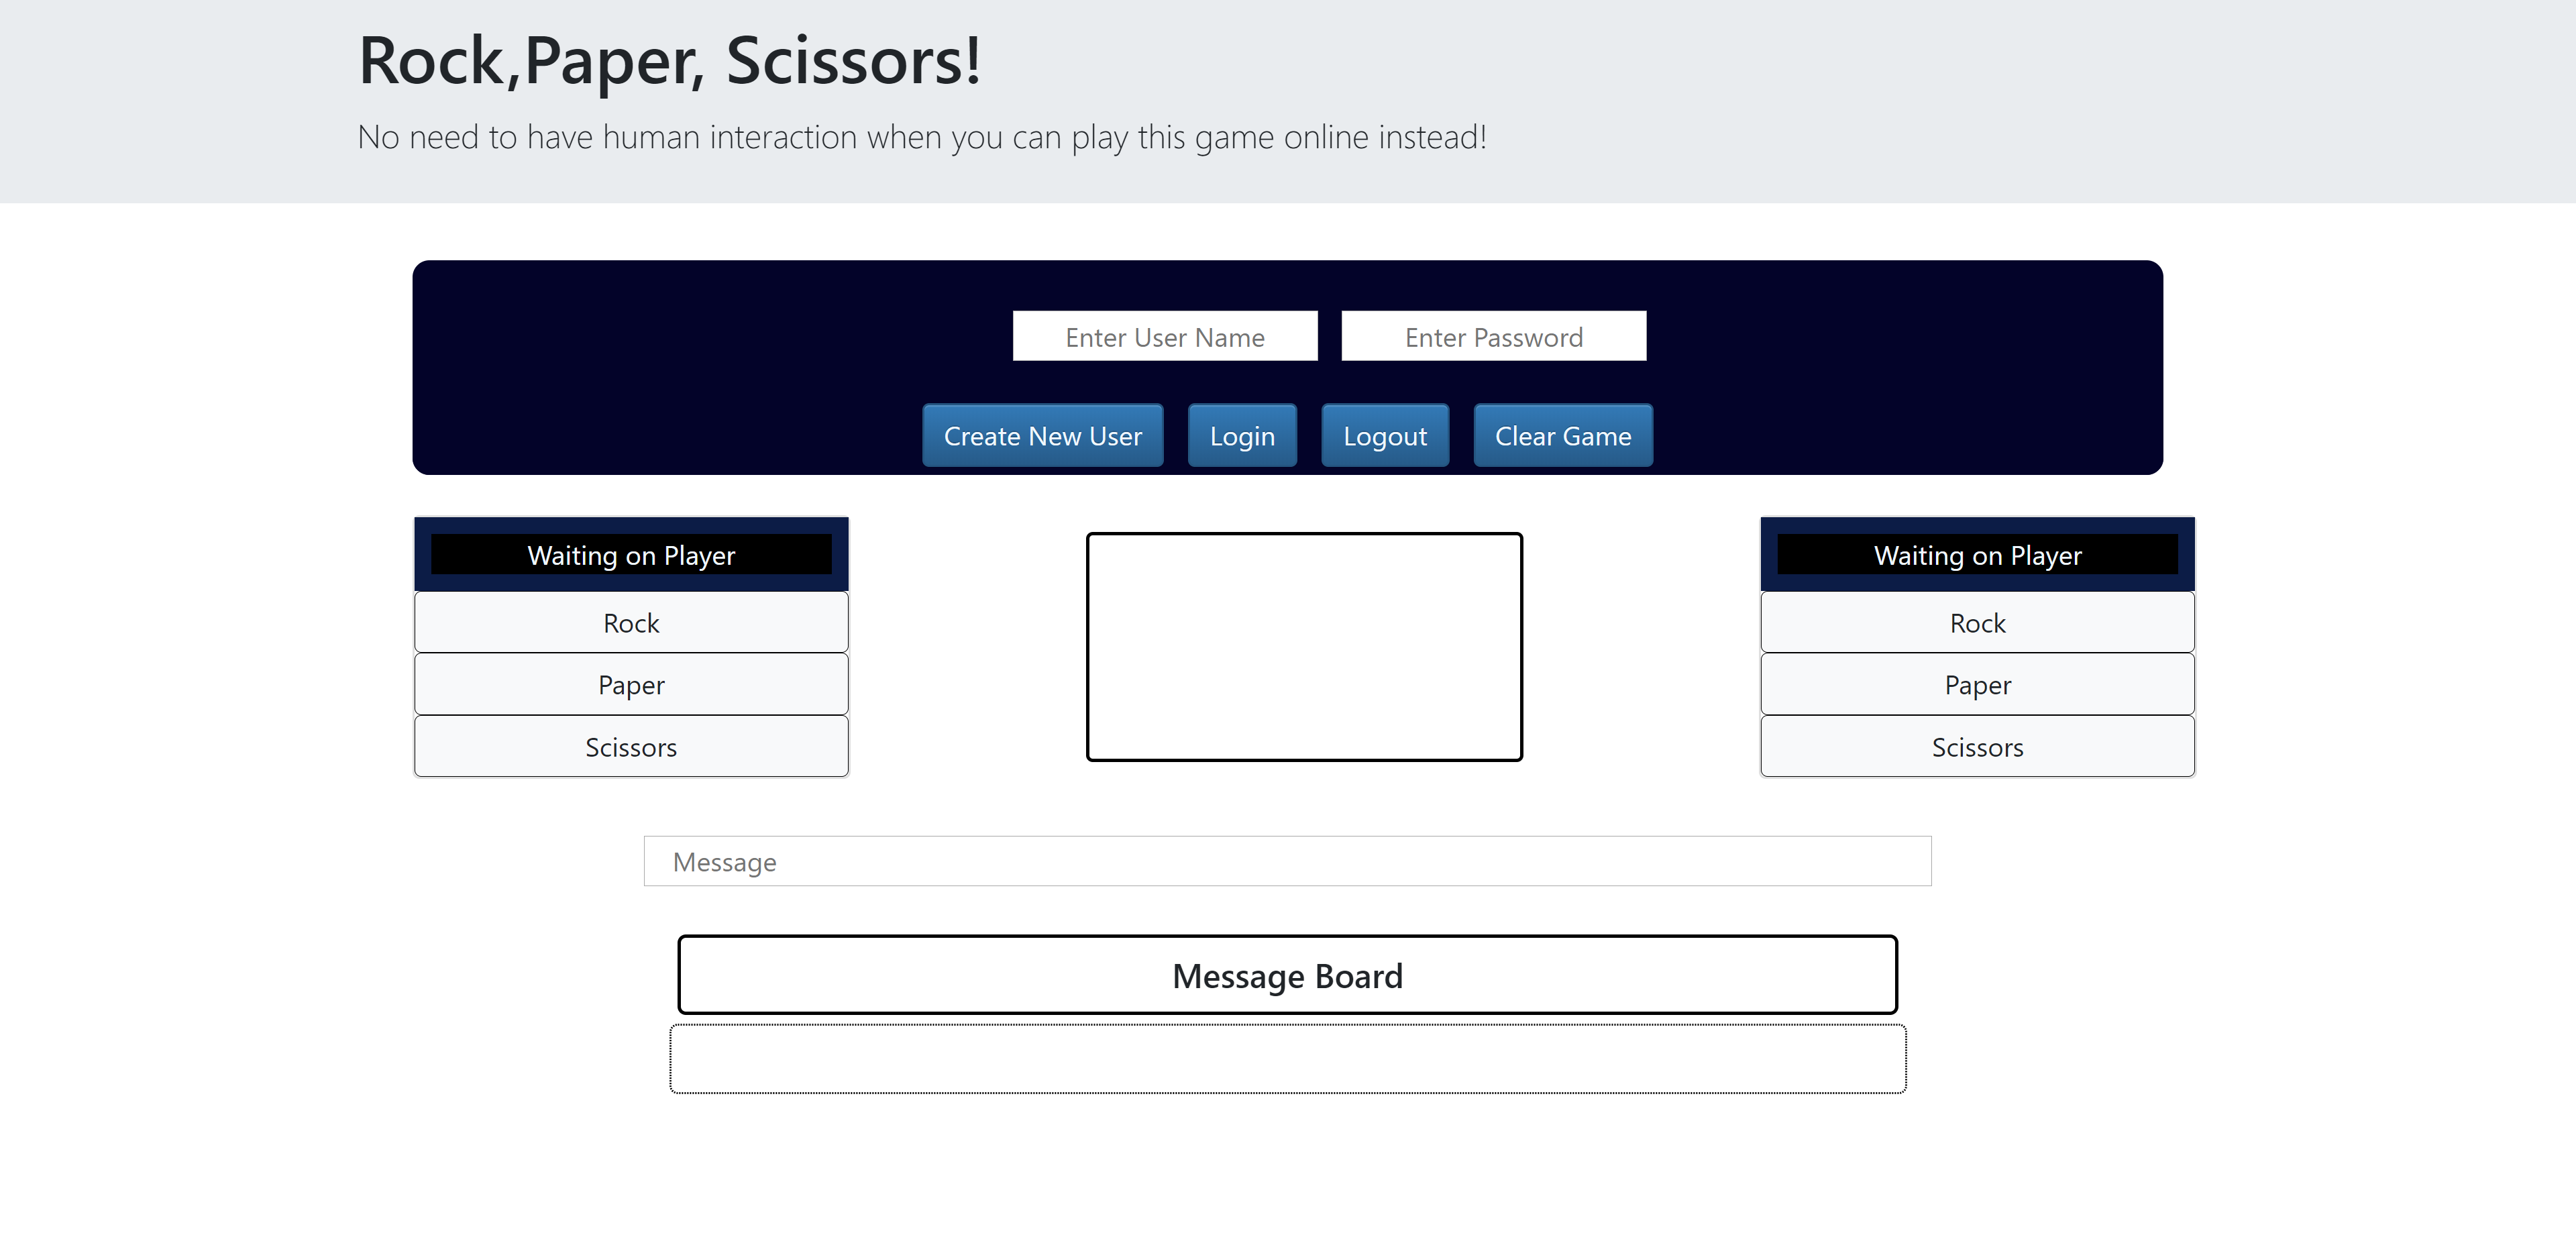 Rock,Paper, Scissors!
No need to have human interaction when you can play this game online instead!
Enter User Name
Enter Password
Create New User
Login
Logout
Clear Game
Waiting on Player
Rock
Paper
Scissors
Waiting on Player
Rock
Paper
Scissors
Message
Message Board